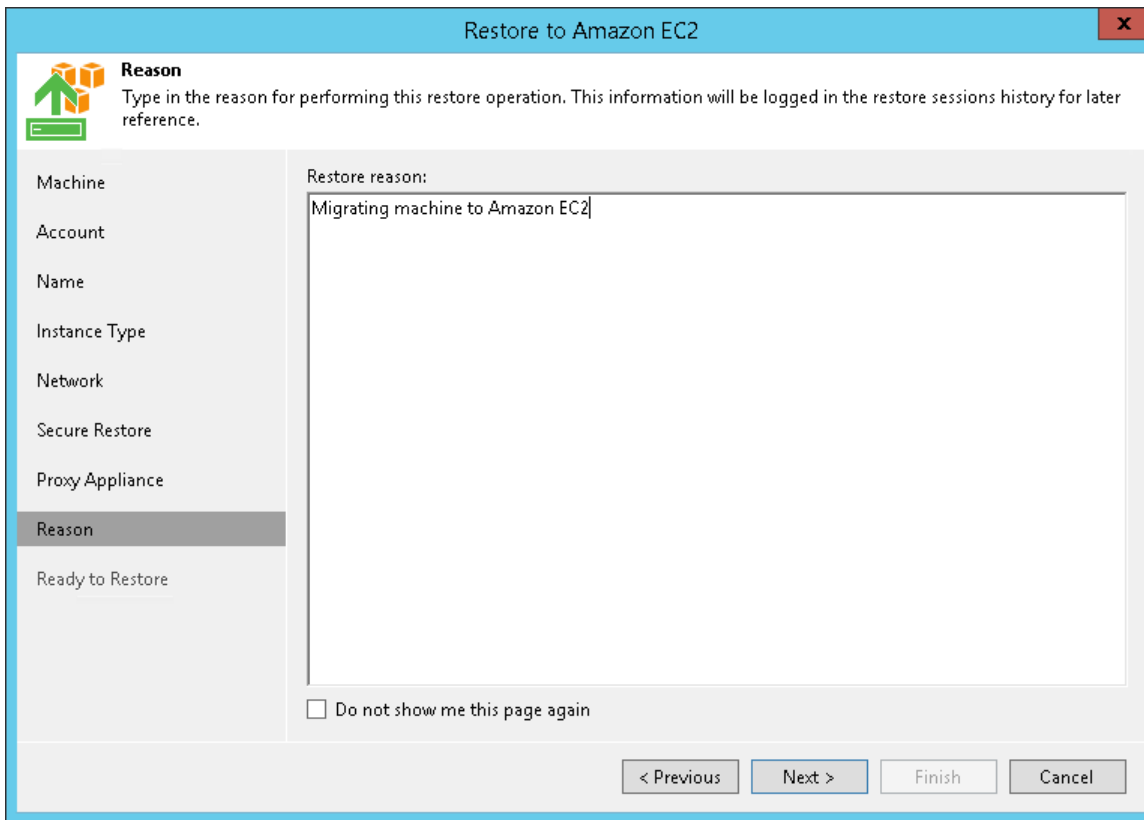 Restore to Amazon EC2
x
Reason
Type in the reason for performing this restore operation. This information will be logged in the restore sessions history for later
reference.
Machine
Account
Name
Instance Type
Network
Secure Restore
Proxy Appliance
Reason
Ready to Restore
Restore reason:
Migrating machine to Amazon EC2
Do not show me this page again
< Previous
Next >
Finish
Cancel